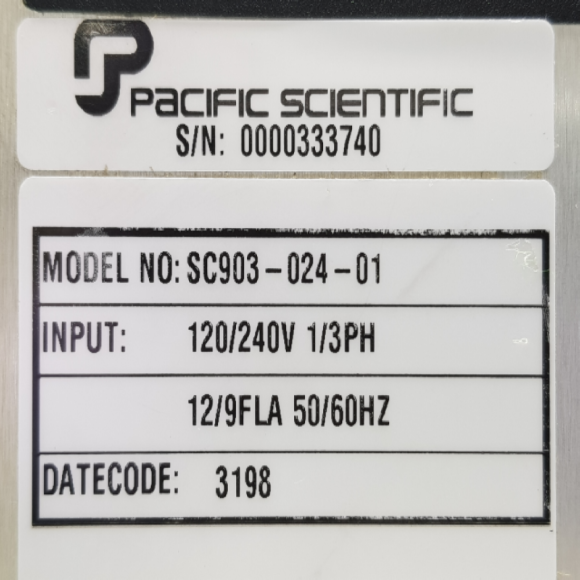 PACIFIC SCIENTIFIC
S/N: 0000333740
MODEL NO: SC903-024-01
INPUT: 120/240V 1/3PH
12/9FLA 50/60HZ
DATECODE: 3198